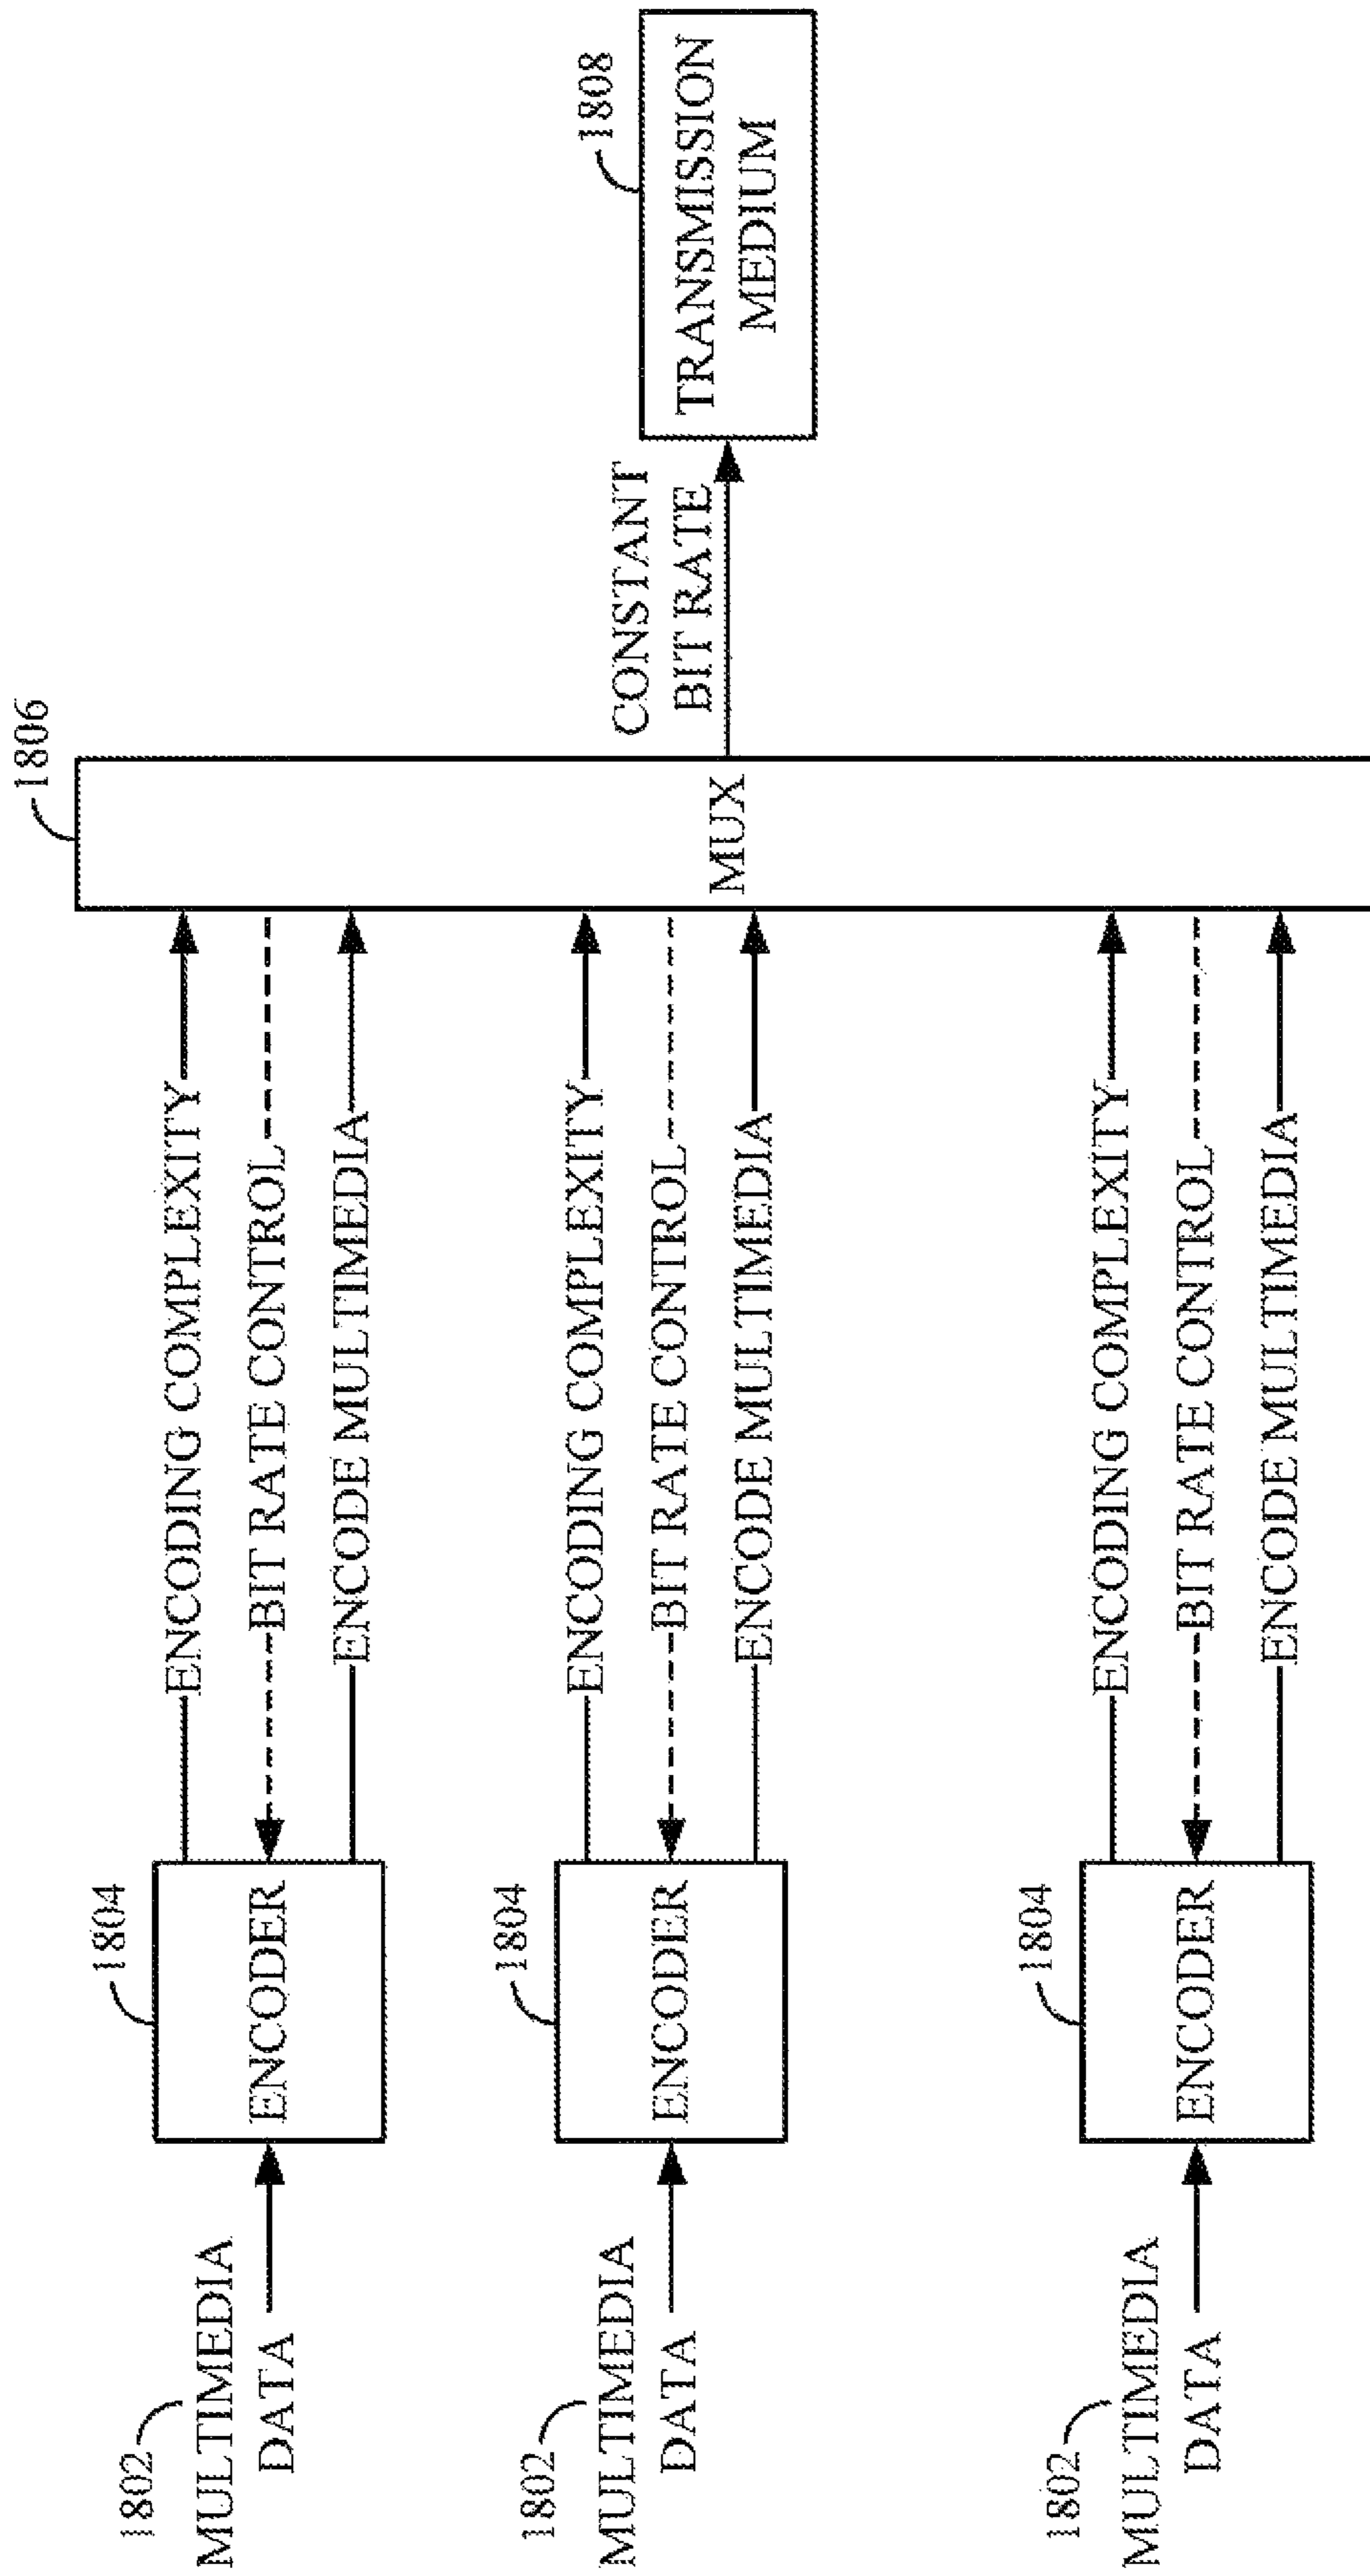 1802
MULTIMEDIA
DATA
1804
ENCODER
ENCODING COMPLEXITY
BIT RATE CONTROL
ENCODE MULTIMEDIA
1802
MULTIMEDIA
DATA
1804
ENCODER
ENCODING COMPLEXITY
BIT RATE CONTROL
ENCODE MULTIMEDIA
1802
MULTIMEDIA
DATA
1804
ENCODER
ENCODING COMPLEXITY
BIT RATE CONTROL
ENCODE MULTIMEDIA
1806
MUX
CONSTANT
BIT RATE
1808
TRANSMISSION
MEDIUM